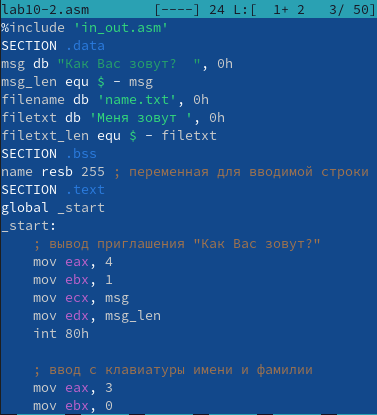 lab10-2.asm [----] 24 L:[ 1+ 2 3/ 50]
%include 'in_out.asm'
SECTION .data
msg db "Как Вас зовут?  ", 0h
msg_len equ $ - msg
filename db 'name.txt', 0h
filetxt db 'Меня зовут ', 0h
filetxt_len equ $ - filetxt
SECTION .bss
name resb 255 ; переменная для вводимой строки
SECTION .text
global _start
_start:
    ; вывод приглашения "Как Вас зовут?"
    mov eax, 4
    mov ebx, 1
    mov ecx, msg
    mov edx, msg_len
    int 80h

    ; ввод с клавиатуры имени и фамилии
    mov eax, 3
    mov ebx, 0